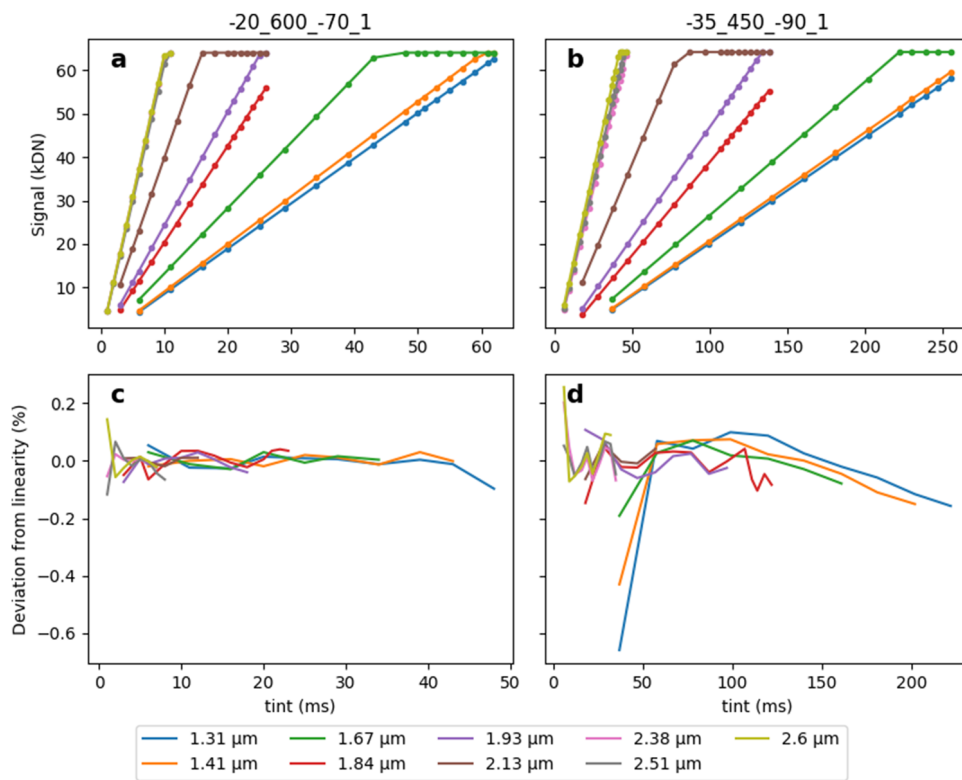 -20_600_-70_1
-35_450_-90_1
a
b
Signal (kDN)
60
50
40
30
20
10
0 10 20 30 40 50 60
0 50 100 150 200 250
c
d
Deviation from linearity (%)
0.2
0.0
−0.2
−0.4
−0.6
0 10 20 30 40 50
0 50 100 150 200
tint (ms)
tint (ms)
1.31 µm 1.67 µm 1.93 µm 2.38 µm 2.6 µm
1.41 µm 1.84 µm 2.13 µm 2.51 µm